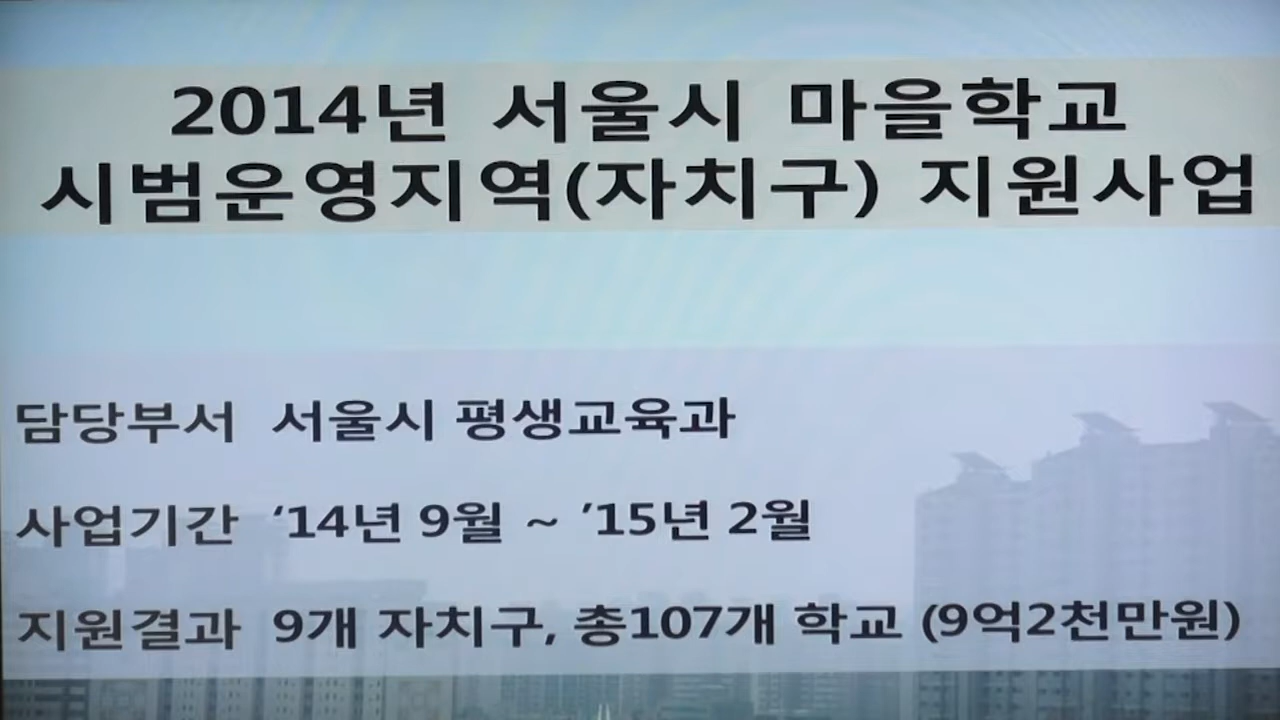 2014년 서울시 마을학교
시범운영지역(자치구) 지원사업
담당부서 서울시 평생교육과
사업기간 ‘14년 9월 ~ ’15년 2월
지원결과 9개 자치구, 총107개 학교 (9억2천만원)